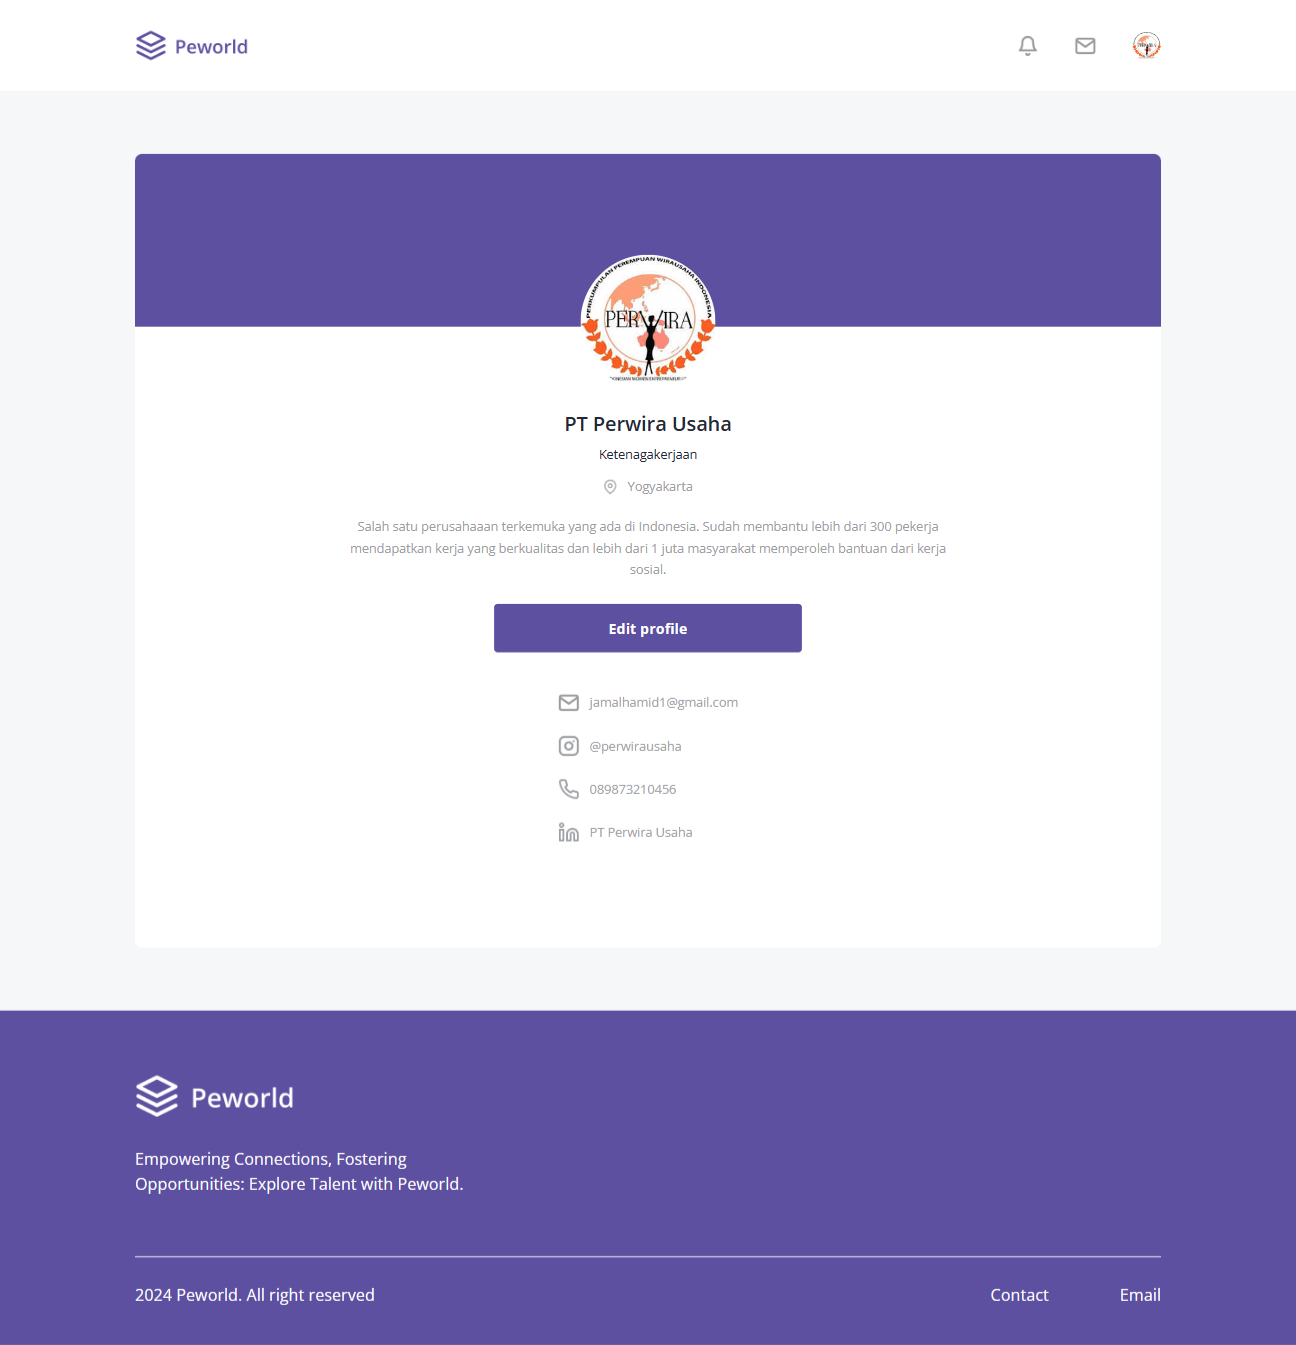 Peworld
PERKUMPULAN PEREMPUAN WIRAUSAHA INDONESIA
PERWIRA
PT Perwira Usaha
Ketenagakerjaan
Yogyakarta
Salah satu perusahaaan terkemuka yang ada di Indonesia. Sudah membantu lebih dari 300 pekerja
mendapatkan kerja yang berkualitas dan lebih dari 1 juta masyarakat memperoleh bantuan dari kerja
sosial.
Edit profile
jamalhamid1@gmail.com
@perwirausaha
089873210456
PT Perwira Usaha
Peworld
Empowering Connections, Fostering
Opportunities: Explore Talent with Peworld.
2024 Peworld. All right reserved
Contact
Email